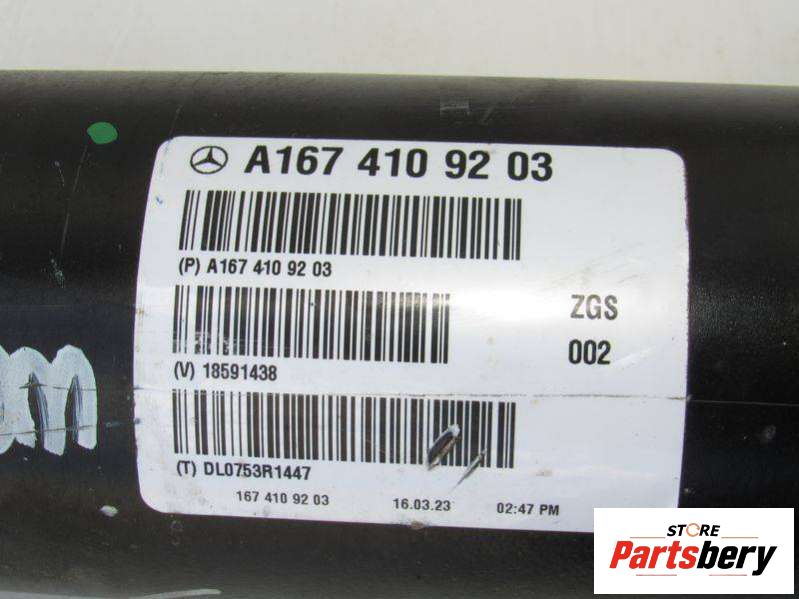 A167 410 92 03
(P) A167 410 92 03
ZGS
002
(V) 18591438
(T) DL0753R1447
167 410 92 03 16.03.23 02:47 PM
STORE
Partsbery